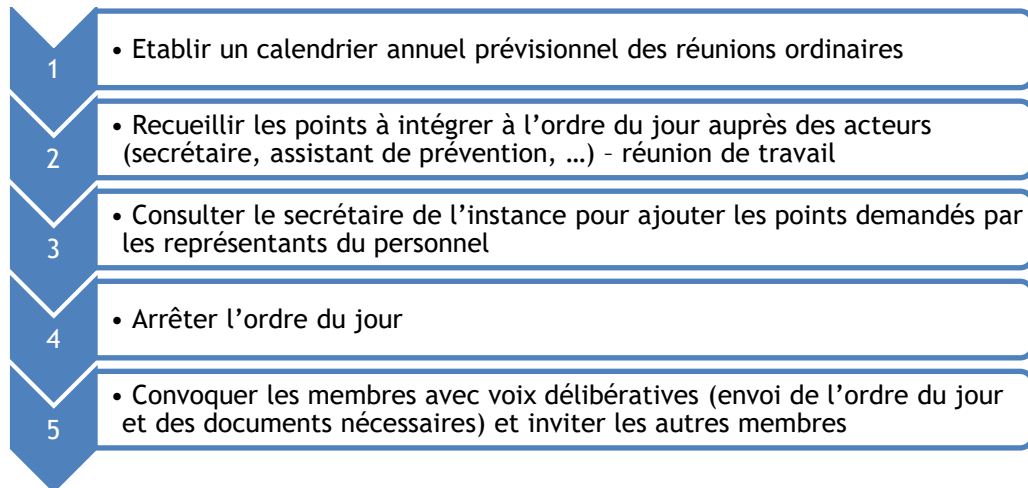 1
• Etablir un calendrier annuel prévisionnel des réunions ordinaires
2
• Recueillir les points à intégrer à l’ordre du jour auprès des acteurs
(secrétaire, assistant de prévention, …) – réunion de travail
3
• Consulter le secrétaire de l’instance pour ajouter les points demandés par
les représentants du personnel
4
• Arrêter l’ordre du jour
5
• Convoquer les membres avec voix délibératives (envoi de l’ordre du jour
et des documents nécessaires) et inviter les autres membres